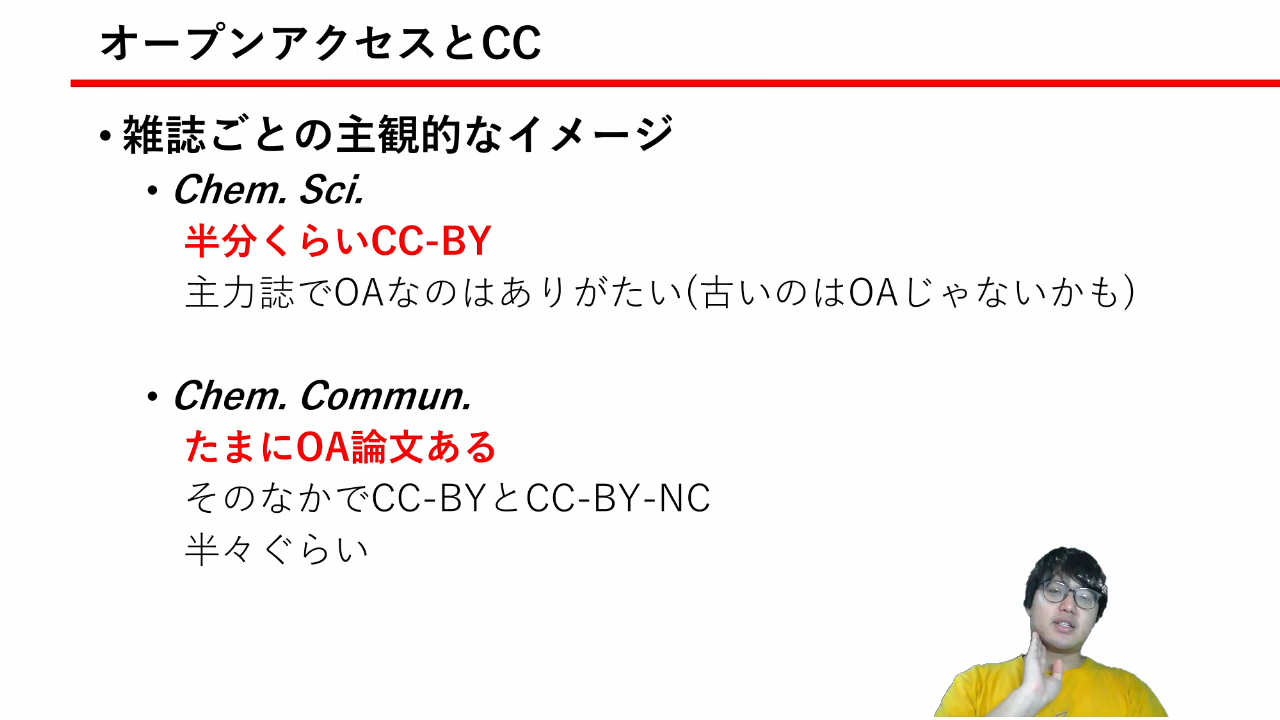 オープンアクセスとCC
• 雑誌ごとの主観的なイメージ
• Chem. Sci.
半分くらいCC-BY
主力誌でOAなのはありがたい(古いのはOAじゃないかも)
• Chem. Commun.
たまにOA論文ある
そのなかでCC-BYとCC-BY-NC
半々ぐらい